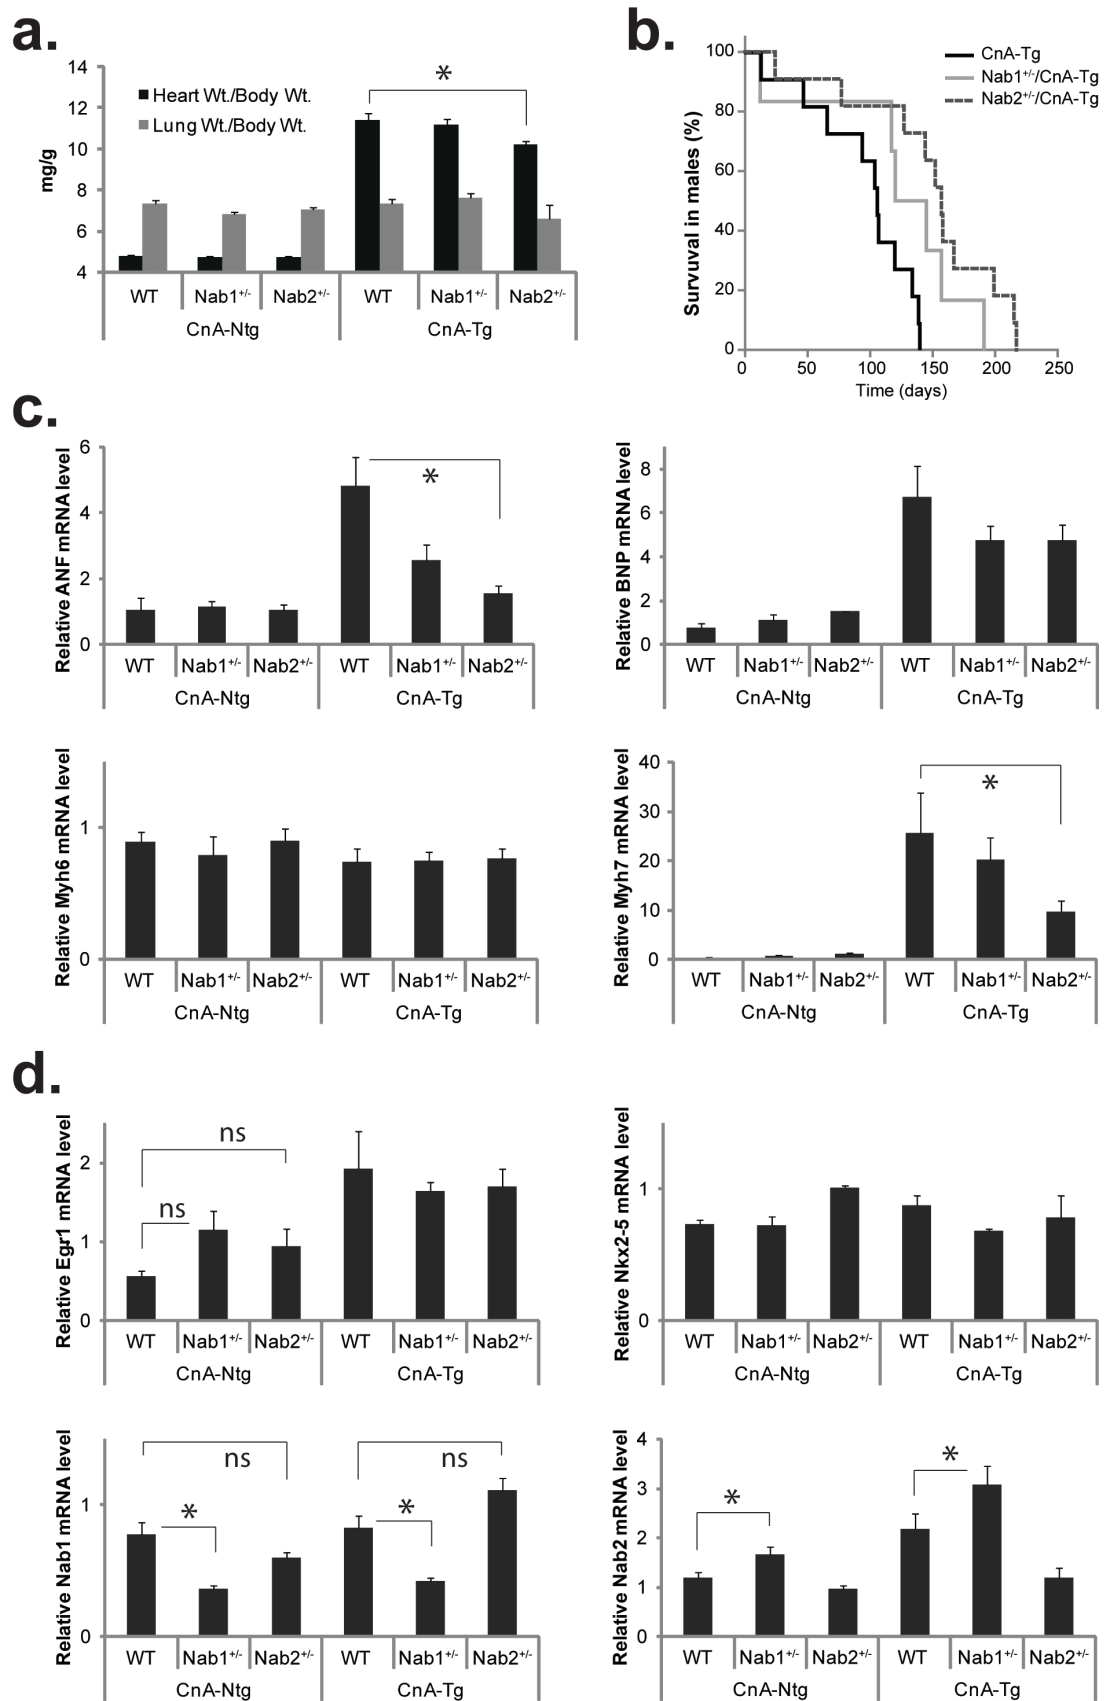 a.
14
12
10
8
6
4
mg/g
Heart Wt./Body Wt.
Lung Wt./Body Wt.
*
WT Nab1+/- Nab2+/- WT Nab1+/- Nab2+/-
CnA-Ntg CnA-Tg
b.
100
80
60
40
20
0
Survuval in males (%)
CnA-Tg
Nab1+/-/CnA-Tg
Nab2+/-/CnA-Tg
0 50 100 150 200 250
Time (days)
c.
6
4
2
0
Relative ANF mRNA level
*
WT Nab1+/- Nab2+/- WT Nab1+/- Nab2+/-
CnA-Ntg CnA-Tg
8
6
4
2
0
Relative BNP mRNA level
WT Nab1+/- Nab2+/- WT Nab1+/- Nab2+/-
CnA-Ntg CnA-Tg
1
0
Relative Myh6 mRNA level
WT Nab1+/- Nab2+/- WT Nab1+/- Nab2+/-
CnA-Ntg CnA-Tg
40
30
20
10
0
Relative Myh7 mRNA level
*
WT Nab1+/- Nab2+/- WT Nab1+/- Nab2+/-
CnA-Ntg CnA-Tg
d.
2
1
0
Relative Egr1 mRNA level
ns
ns
WT Nab1+/- Nab2+/- WT Nab1+/- Nab2+/-
CnA-Ntg CnA-Tg
1
0
Relative Nkx2-5 mRNA level
WT Nab1+/- Nab2+/- WT Nab1+/- Nab2+/-
CnA-Ntg CnA-Tg
1
0
Relative Nab1 mRNA level
ns ns
* *
WT Nab1+/- Nab2+/- WT Nab1+/- Nab2+/-
CnA-Ntg CnA-Tg
4
3
2
1
0
Relative Nab2 mRNA level
* *
WT Nab1+/- Nab2+/- WT Nab1+/- Nab2+/-
CnA-Ntg CnA-Tg